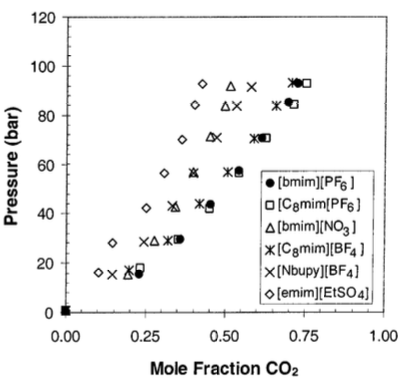 120
100
80
60
40
20
0
Pressure (bar)
[bmim][PF6]
[C8mim[PF6]
[bmim][NO3]
[C8mim][BF4]
[Nbupy][BF4]
[emim][EtSO4]
0.00 0.25 0.50 0.75 1.00
Mole Fraction CO2